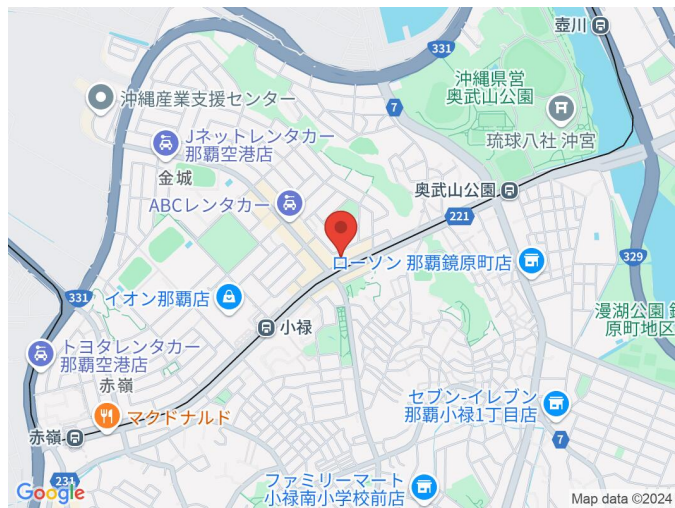 壺川
331
沖縄県営
奥武山公園
沖縄産業支援センター
7
琉球八社 沖宮
Jネットレンタカー
那覇空港店
金城
奥武山公園
ABCレンタカー
221
ローソン 那覇鏡原町店
329
331
イオン那覇店
漫湖公園 鏡
原町地区
小禄
トヨタレンタカー
那覇空港店
赤嶺
セブン-イレブン
那覇小禄1丁目店
マクドナルド
赤嶺
7
231
ファミリーマート
小禄南小学校前店
Google
Map data ©2024